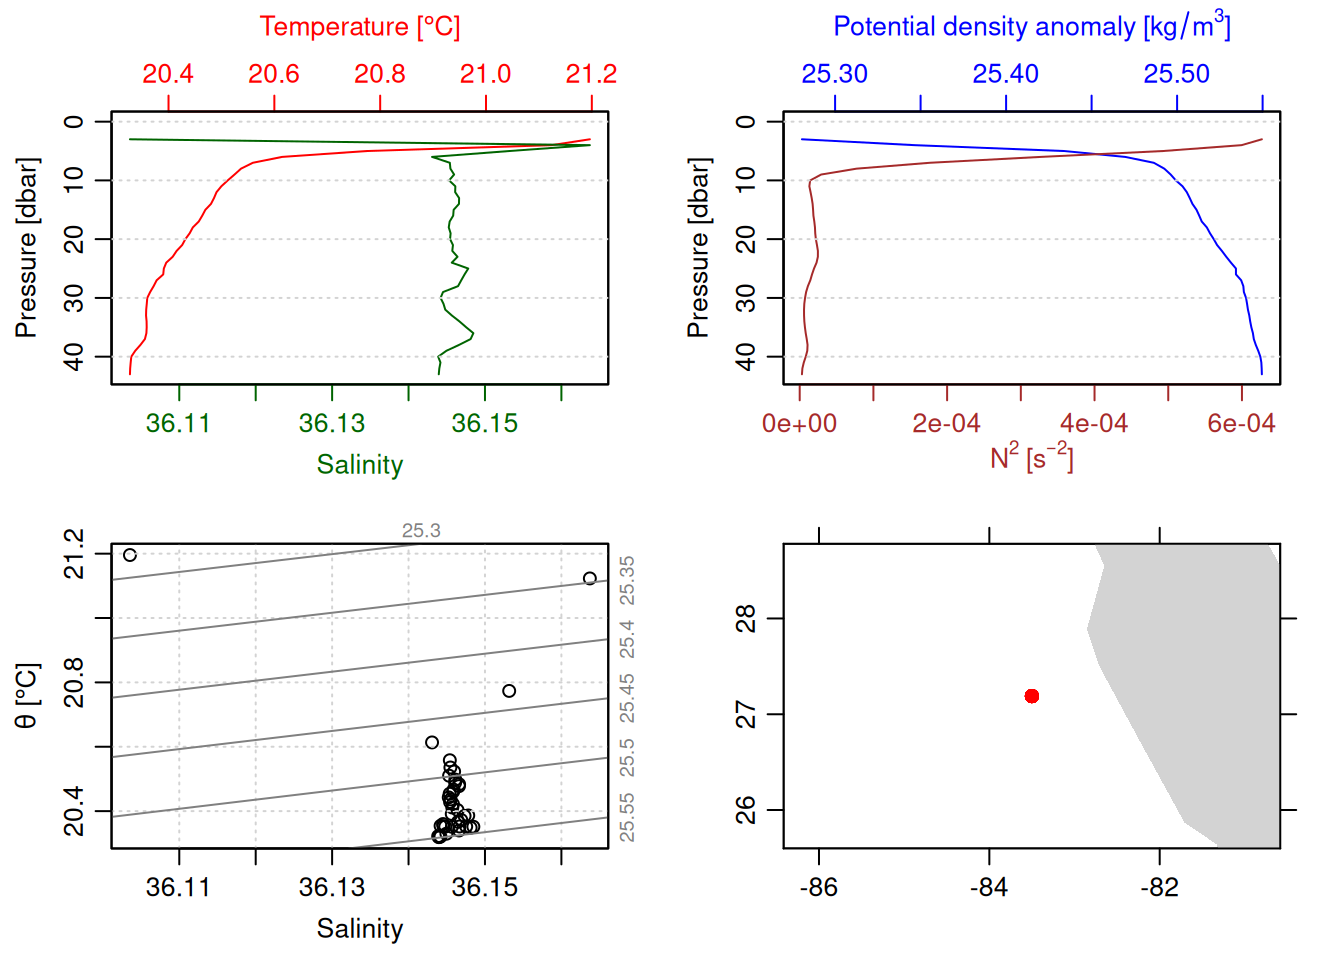 Temperature [°C]
20.4 20.6 20.8 21.0 21.2
Pressure [dbar]
0
10
20
30
40
36.11 36.13 36.15
Salinity
Potential density anomaly [kg/m³]
25.30 25.40 25.50
Pressure [dbar]
0
10
20
30
40
0e+00 2e-04 4e-04 6e-04
N² [s⁻²]
25.3
θ [°C]
21.2
20.8
20.4
25.35
25.4
25.45
25.5
25.55
36.11 36.13 36.15
Salinity
28
27
26
-86 -84 -82